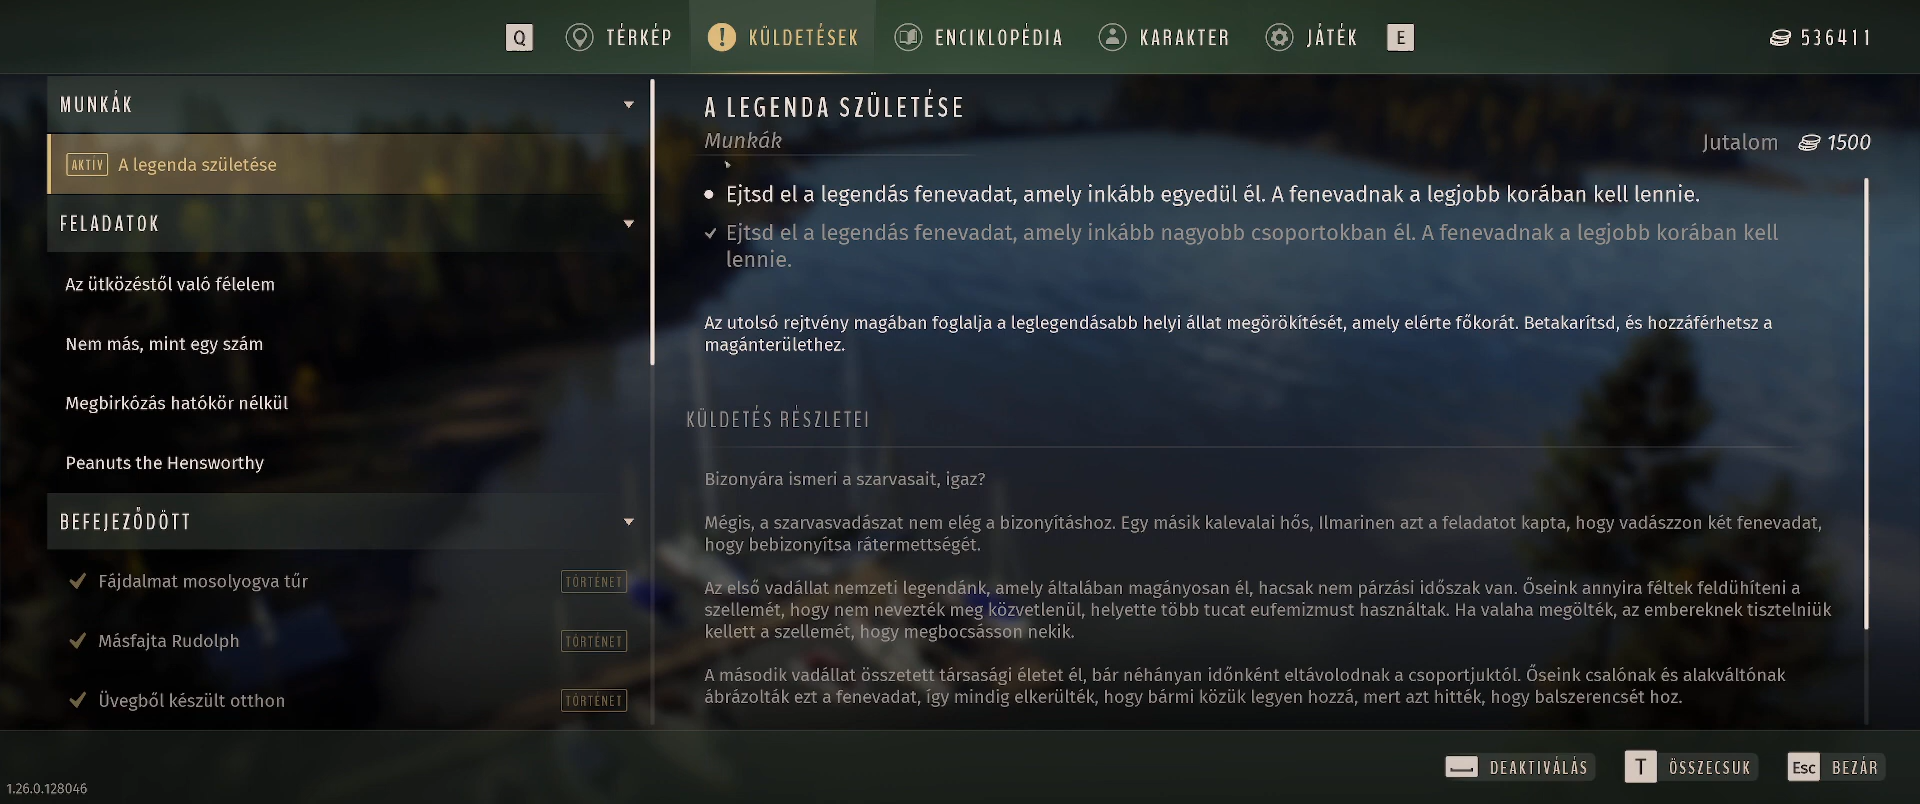 Q TÉRKÉP KÜLDETÉSEK ENCIKLOPÉDIA KARAKTER JÁTÉK E 536411
MUNKÁK
AKTÍV A legenda születése
FELADATOK
Az ütközéstől való félelem
Nem más, mint egy szám
Megbirkózás hatókör nélkül
Peanuts the Hensworthy
BEFEJEZŐDÖTT
Fájdalmat mosolyogva tűr TÖRTÉNET
Másfajta Rudolph TÖRTÉNET
Üvegből készült otthon TÖRTÉNET
A LEGENDA SZÜLETÉSE
Munkák
Jutalom 1500
Ejtsd el a legendás fenevadat, amely inkább egyedül él. A fenevadnak a legjobb korában kell lennie.
Ejtsd el a legendás fenevadat, amely inkább nagyobb csoportokban él. A fenevadnak a legjobb korában kell
lennie.
Az utolsó rejtvény magában foglalja a leglegendásabb helyi állat megörökítését, amely elérte főkorát. Betakarítsd, és hozzáférhetsz a
magánterülethez.
KÜLDETÉS RÉSZLETEI
Bizonyára ismeri a szarvasait, igaz?
Mégis, a szarvasvadászat nem elég a bizonyításhoz. Egy másik kalevalai hős, Ilmarinen azt a feladatot kapta, hogy vadásszon két fenevadat,
hogy bebizonyítsa rátermettségét.
Az első vadállat nemzeti legendánk, amely általában magányosan él, hacsak nem párzási időszak van. Őseink annyira féltek feldühíteni a
szellemét, hogy nem nevezték meg közvetlenül, helyette több tucat eufemizmust használtak. Ha valaha megölték, az embereknek tisztelniük
kellett a szellemét, hogy megbocsásson nekik.
A második vadállat összetett társasági életet él, bár néhányan időnként eltávolodnak a csoportjuktól. Őseink csalónak és alakváltónak
ábrázolták ezt a fenevadat, így mindig elkerülték, hogy bármi közük legyen hozzá, mert azt hitték, hogy balszerencsét hoz.
DEAKTIVÁLÁS T ÖSSZECSUK Esc BEZÁR
1.26.0.128046